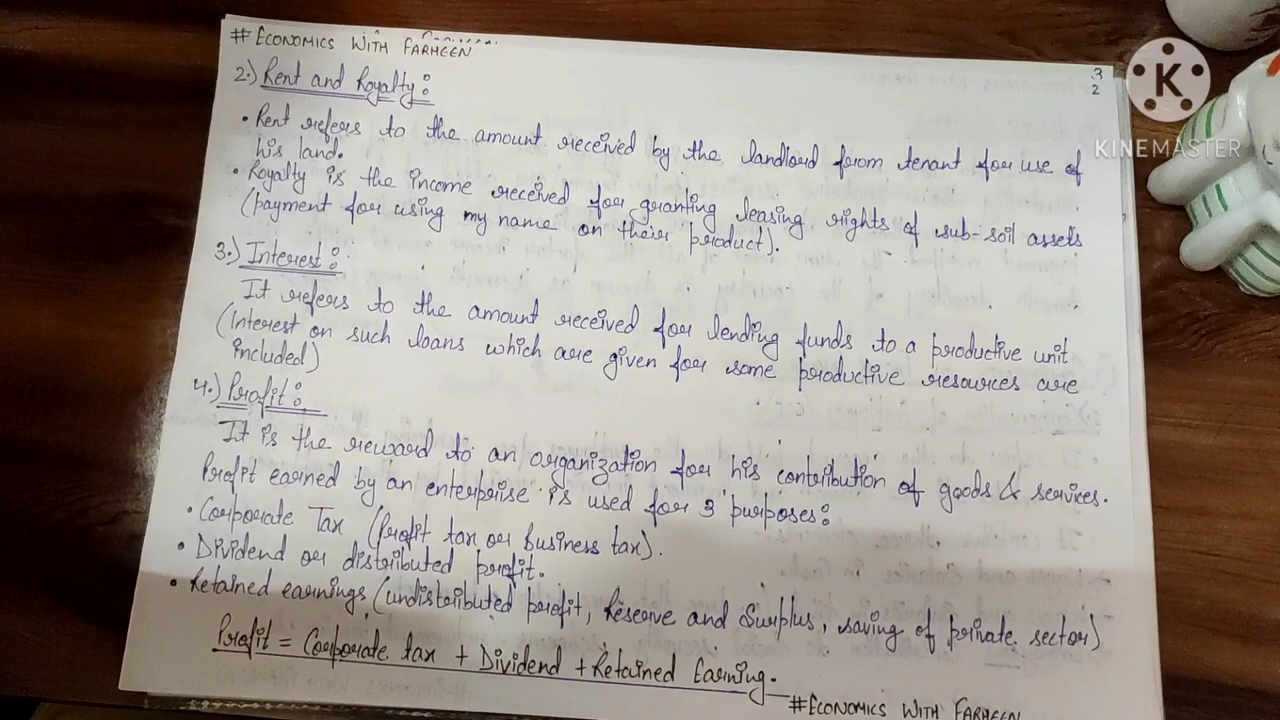 #ECONOMICS WITH FARHEEN
3
2
2.) Rent and Royalty:
• Rent refers to the amount received by the landlord from tenant for use of
his land.
• Royalty is the income received for granting leasing rights of sub-soil assets
(payment for using my name on their product).
3.) Interest:
It refers to the amount received for lending funds to a productive unit
(Interest on such loans which are given for some productive resources are
included)
4.) Profit:
It is the reward to an organization for his contribution of goods & services.
Profit earned by an enterprise is used for 3 purposes:
• Corporate Tax (Profit tax or business tax).
• Dividend or distributed profit.
• Retained earnings (undistributed profit, Reserve and Surplus, saving of private sector)
Profit = Corporate tax + Dividend + Retained Earning.
#ECONOMICS WITH FARHEEN
K
KINEMASTER